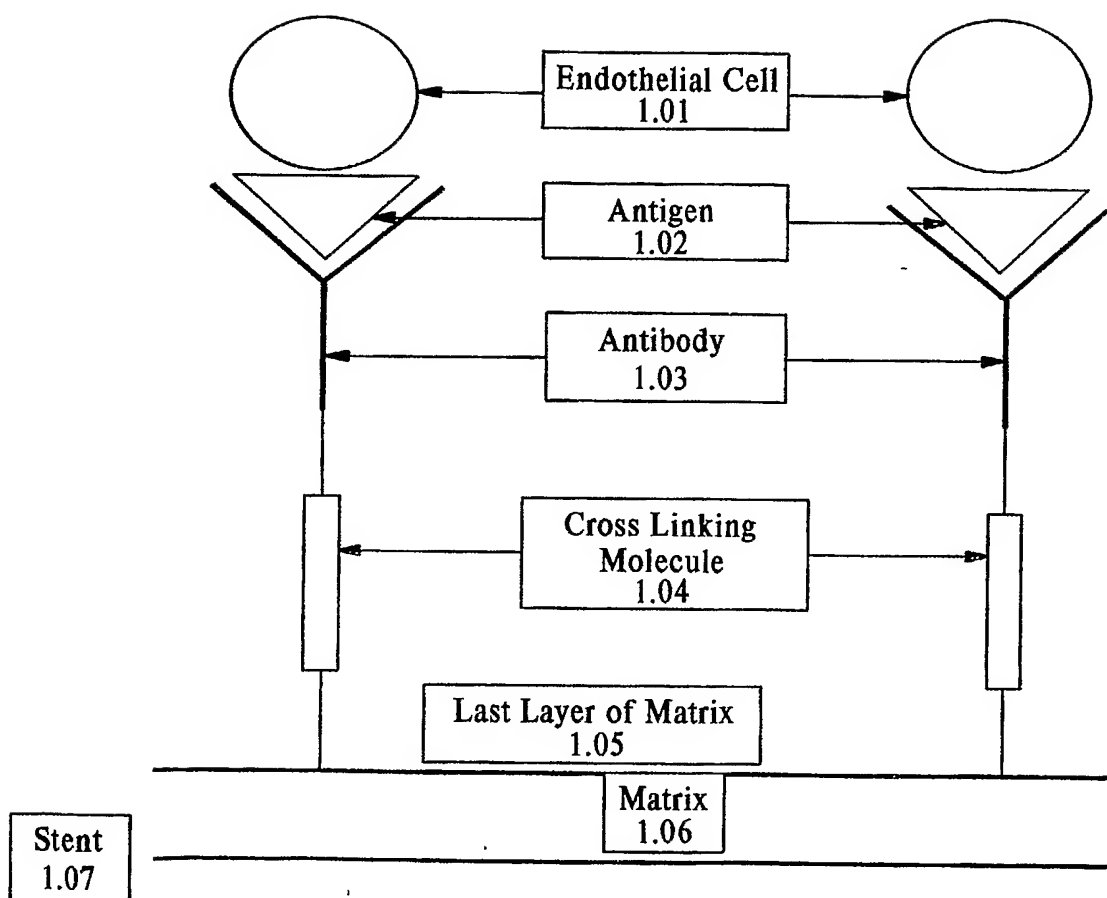 Endothelial Cell
1.01
Antigen
1.02
Antibody
1.03
Cross Linking
Molecule
1.04
Last Layer of Matrix
1.05
Matrix
1.06
Stent
1.07